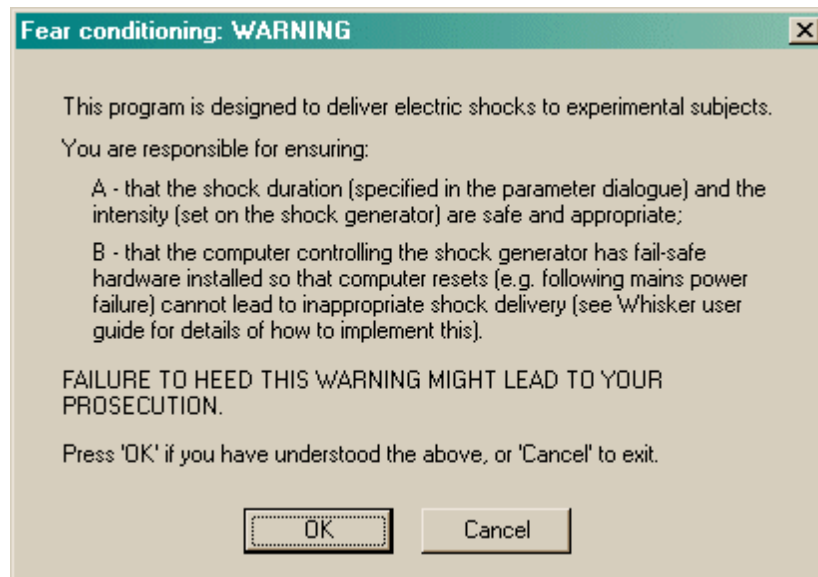 Fear conditioning: WARNING
This program is designed to deliver electric shocks to experimental subjects.
You are responsible for ensuring:
A - that the shock duration (specified in the parameter dialogue) and the
intensity (set on the shock generator) are safe and appropriate;
B - that the computer controlling the shock generator has fail-safe
hardware installed so that computer resets (e.g. following mains power
failure) cannot lead to inappropriate shock delivery (see Whisker user
guide for details of how to implement this).
FAILURE TO HEED THIS WARNING MIGHT LEAD TO YOUR
PROSECUTION.
Press 'OK' if you have understood the above, or 'Cancel' to exit.
OK
Cancel